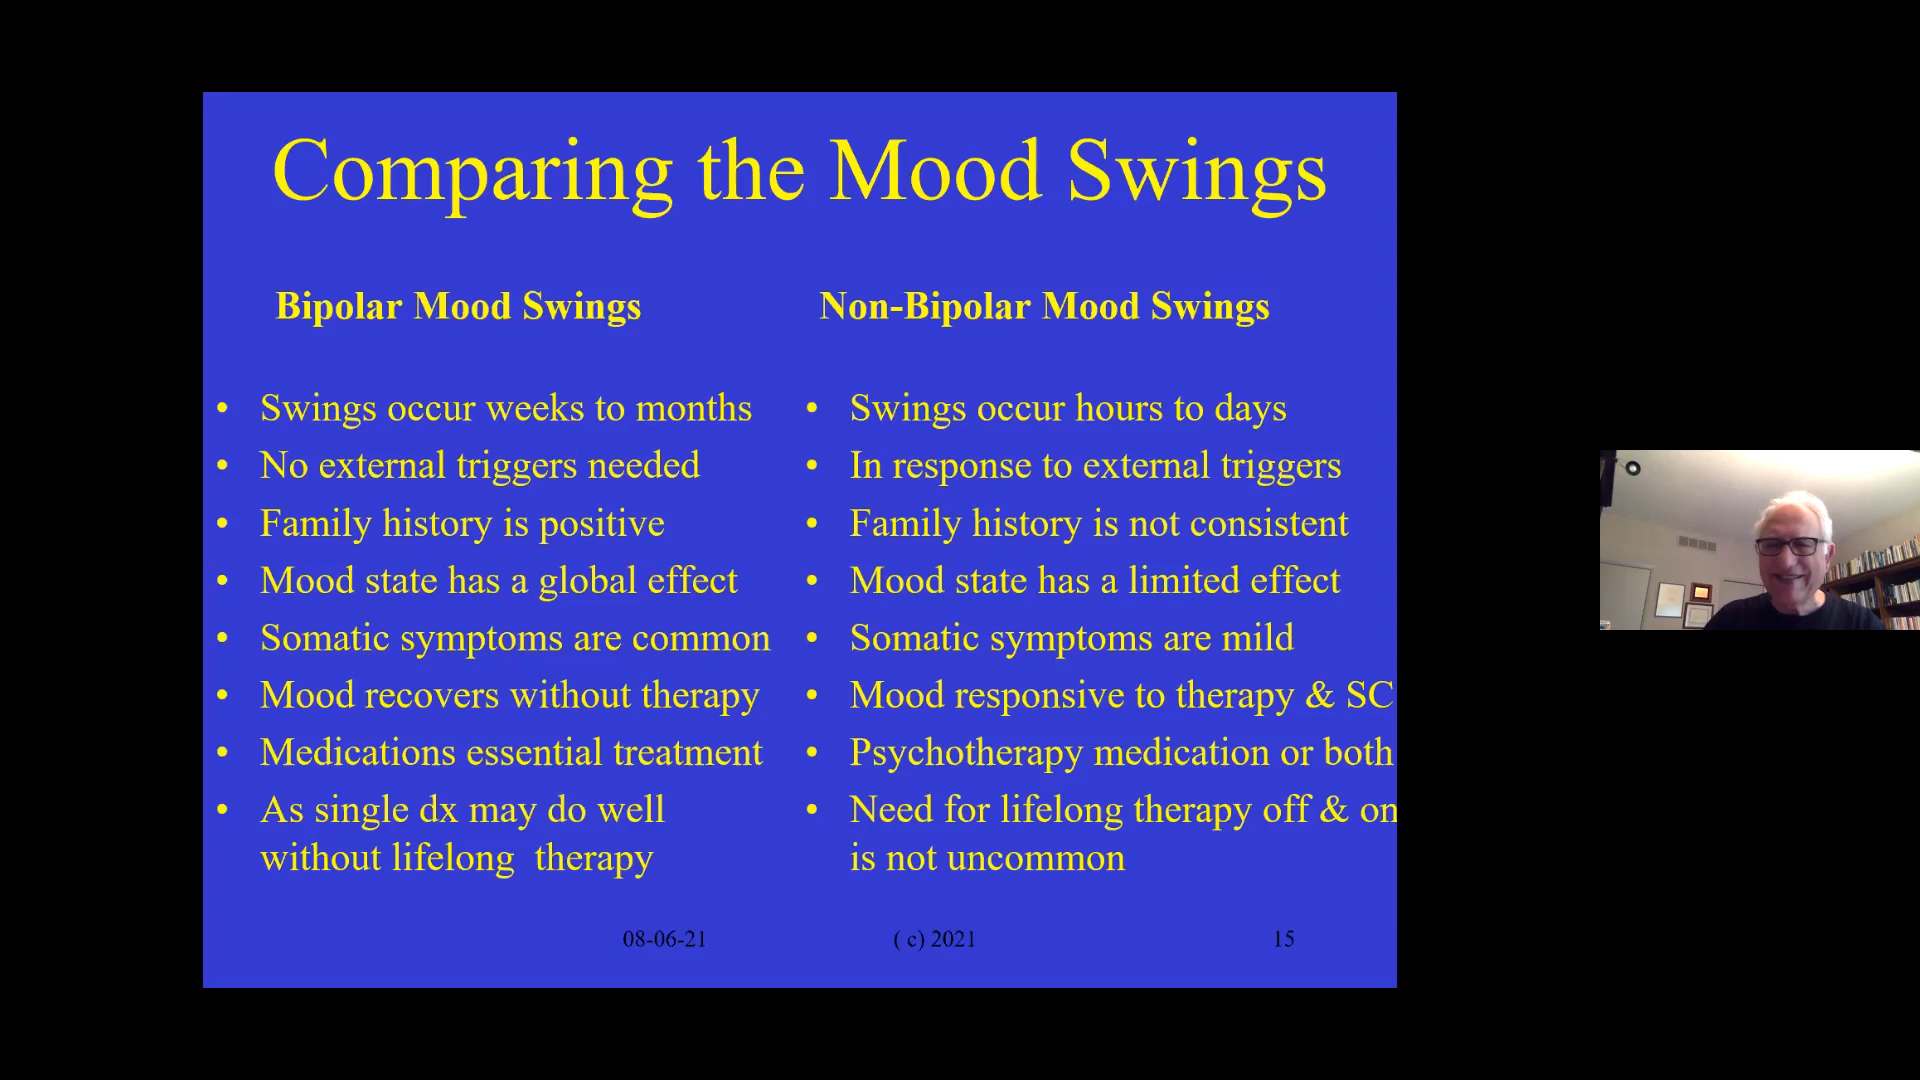 Comparing the Mood Swings
Bipolar Mood Swings
• Swings occur weeks to months
• No external triggers needed
• Family history is positive
• Mood state has a global effect
• Somatic symptoms are common
• Mood recovers without therapy
• Medications essential treatment
• As single dx may do well
without lifelong therapy
Non-Bipolar Mood Swings
• Swings occur hours to days
• In response to external triggers
• Family history is not consistent
• Mood state has a limited effect
• Somatic symptoms are mild
• Mood responsive to therapy & SC
• Psychotherapy medication or both
• Need for lifelong therapy off & on
is not uncommon
08-06-21
( c) 2021
15